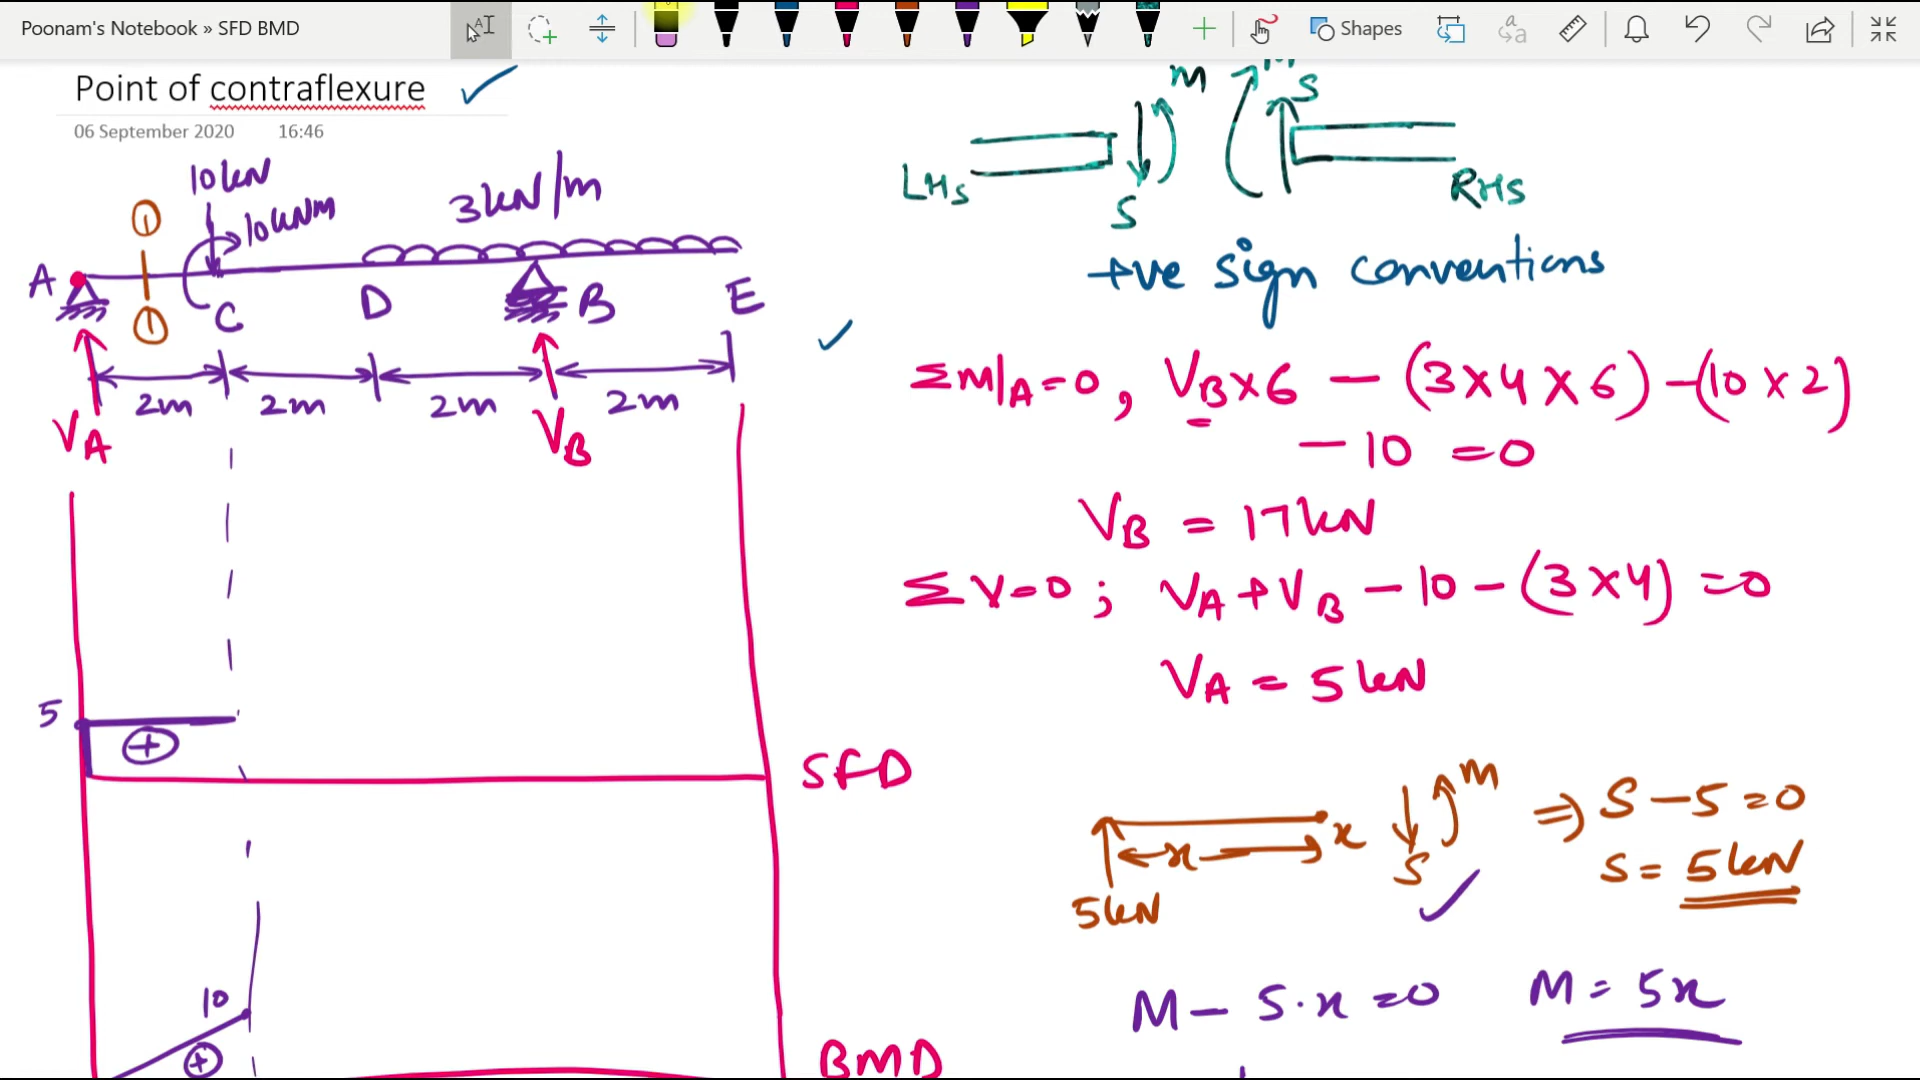 Poonam's Notebook » SFD BMD
Shapes
Point of contraflexure
06 September 2020 16:46
10kN
10kNm
3kN/m
1
A
1
C
D
B
E
2m
2m
2m
2m
VA
VB
5
+
SFD
10
+
BMD
M
M
S
LHS
S
RHS
+ve sign conventions
ΣM/A=0, VB×6 - (3×4×6)-(10×2)
-10 =0
VB = 17kN
ΣV=0; VA+VB-10-(3×4)=0
VA = 5kN
x
x
5kN
S
M
⇒ S-5=0
S= 5kN
M- 5·x=0
M= 5x